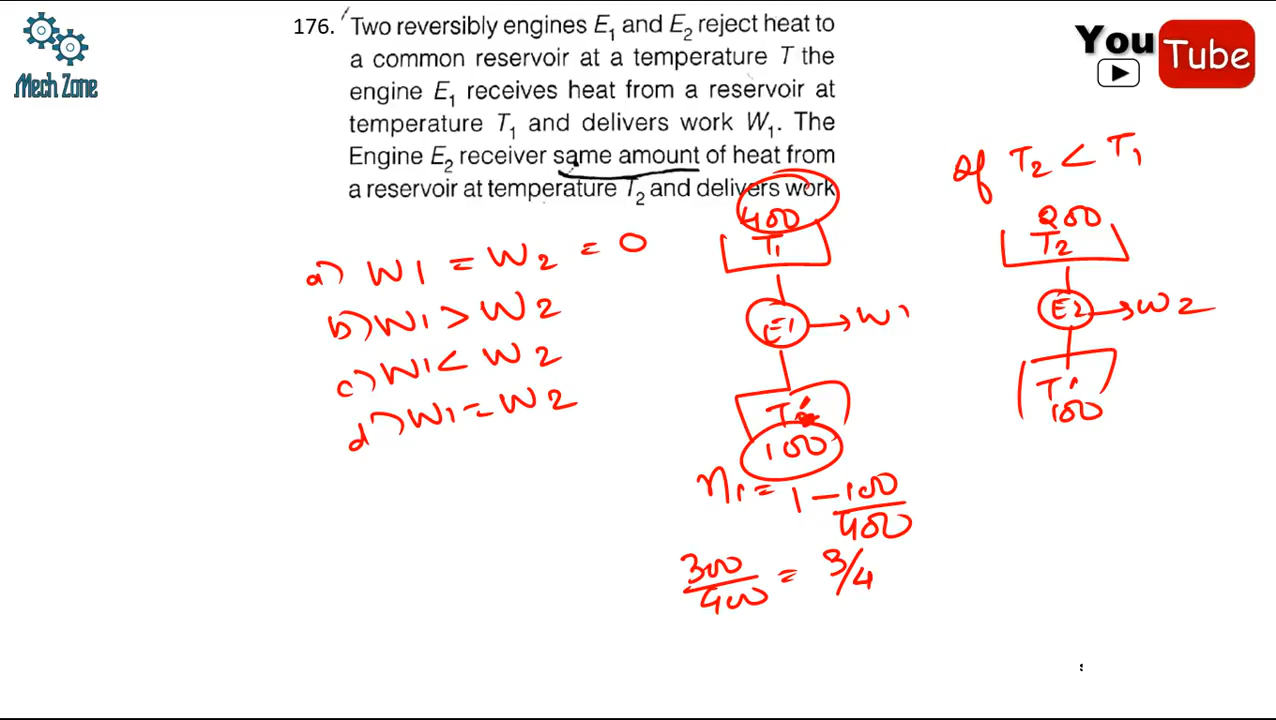 176. Two reversibly engines E₁ and E₂ reject heat to
a common reservoir at a temperature T the
engine E₁ receives heat from a reservoir at
temperature T₁ and delivers work W₁. The
Engine E₂ receiver same amount of heat from
a reservoir at temperature T₂ and delivers work
You Tube
Mech Zone
If T₂ < T₁
a) W1 = W2 = 0
b) W1 > W2
c) W1 < W2
d) W1 = W2
400
T₁
E1 → W1
T'
100
η₁ = 1 - 100/400
300/400 = 3/4
200
T₂
E2 → W2
T'
100